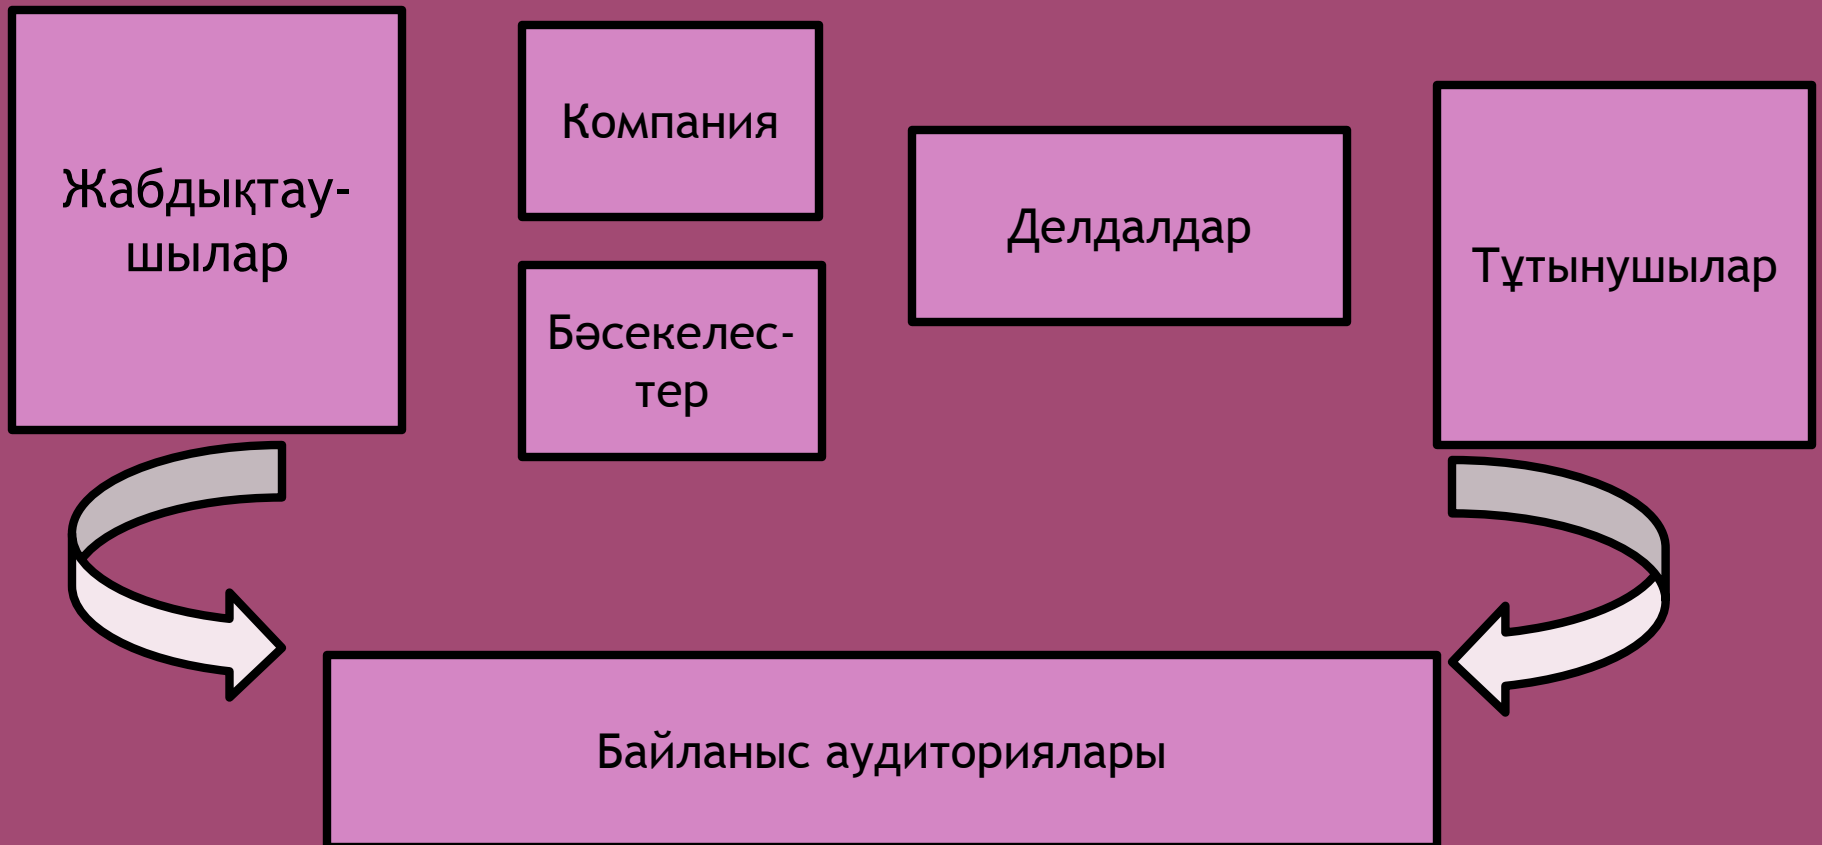 Жабдықтау-
шылар
Компания
Бәсекелес-
тер
Делдалдар
Тұтынушылар
Байланыс аудиториялары